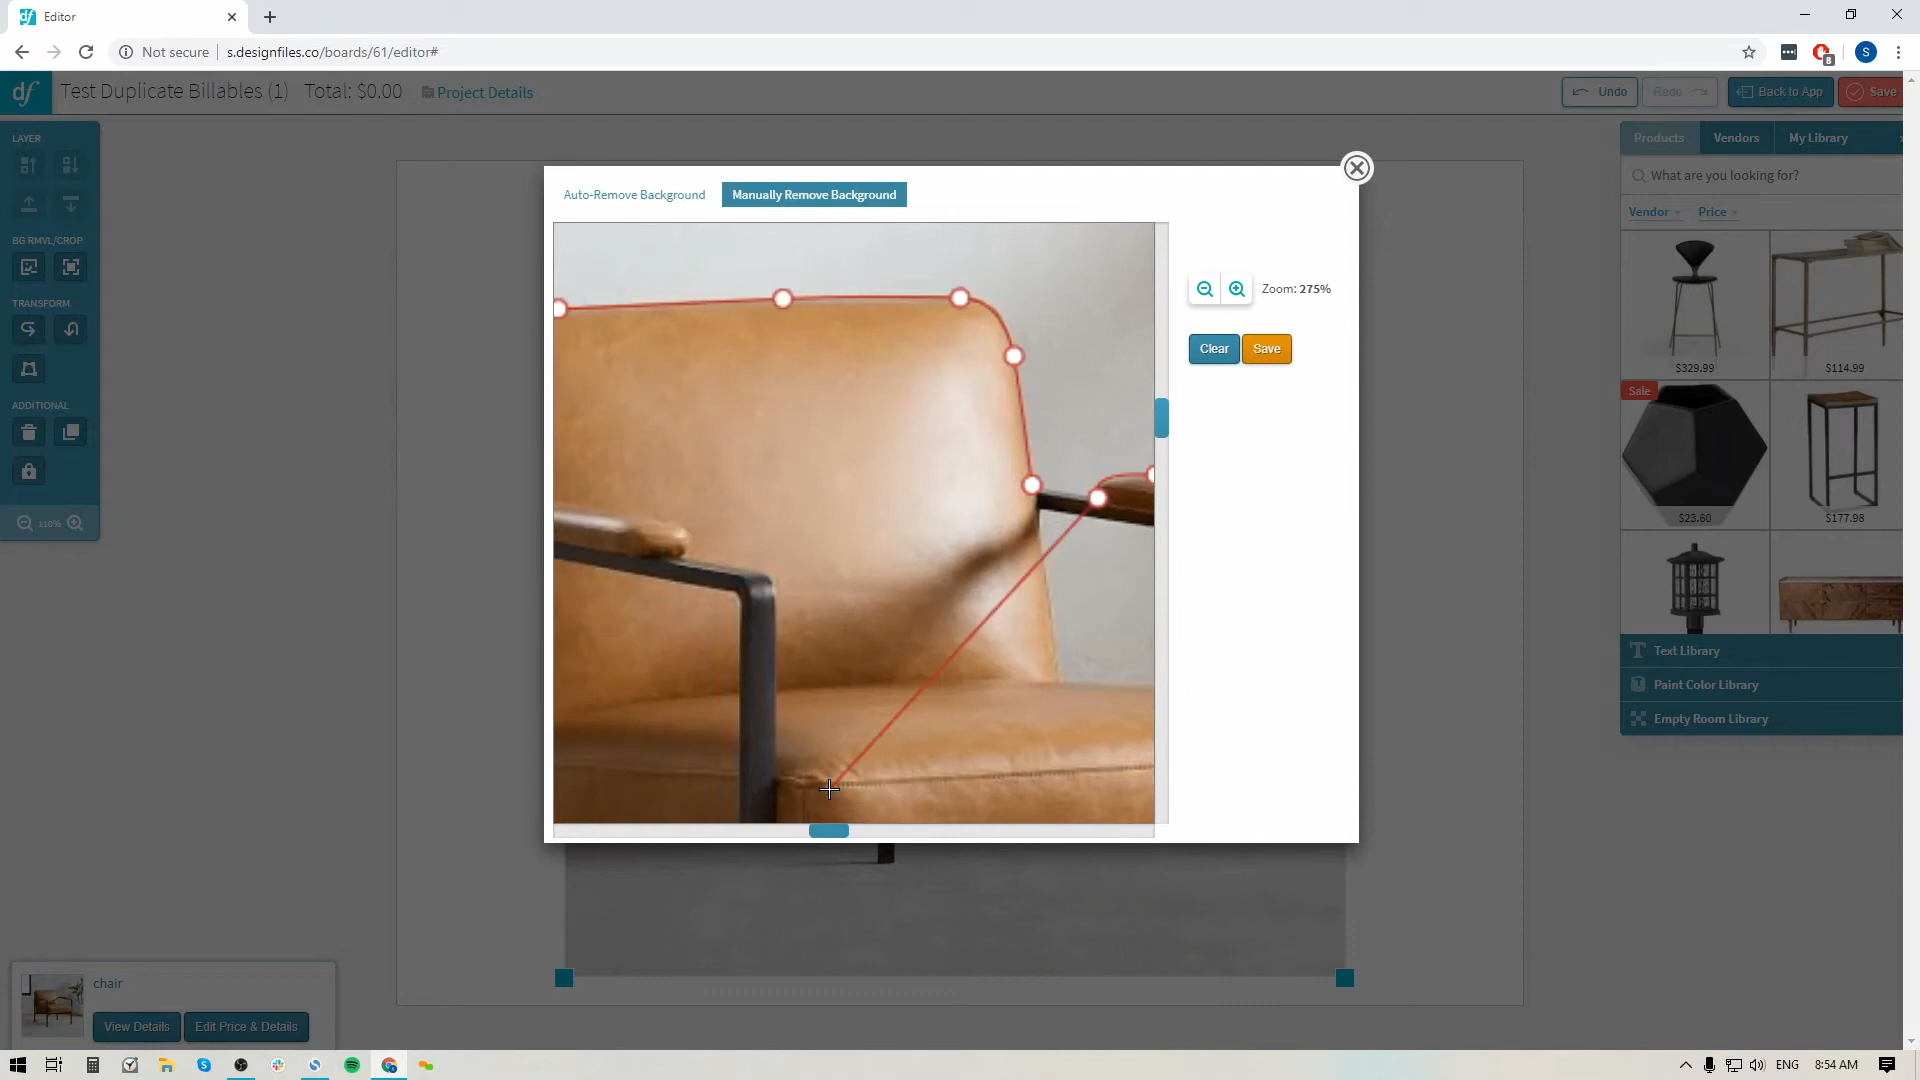 Editor
Not secure
s.designfiles.co/boards/61/editor#
S
8
df
Test Duplicate Billables (1)
Total: $0.00
Project Details
Undo
Redo
Back to App
Save
LAYER
BG RMVL/CROP
TRANSFORM
ADDITIONAL
110%
Auto-Remove Background
Manually Remove Background
Zoom: 275%
Clear
Save
Products
Vendors
My Library
What are you looking for?
Vendor
Price
$329.99
$114.99
Sale
$23.60
$177.98
Text Library
Paint Color Library
Empty Room Library
chair
View Details
Edit Price & Details
ENG
8:54 AM